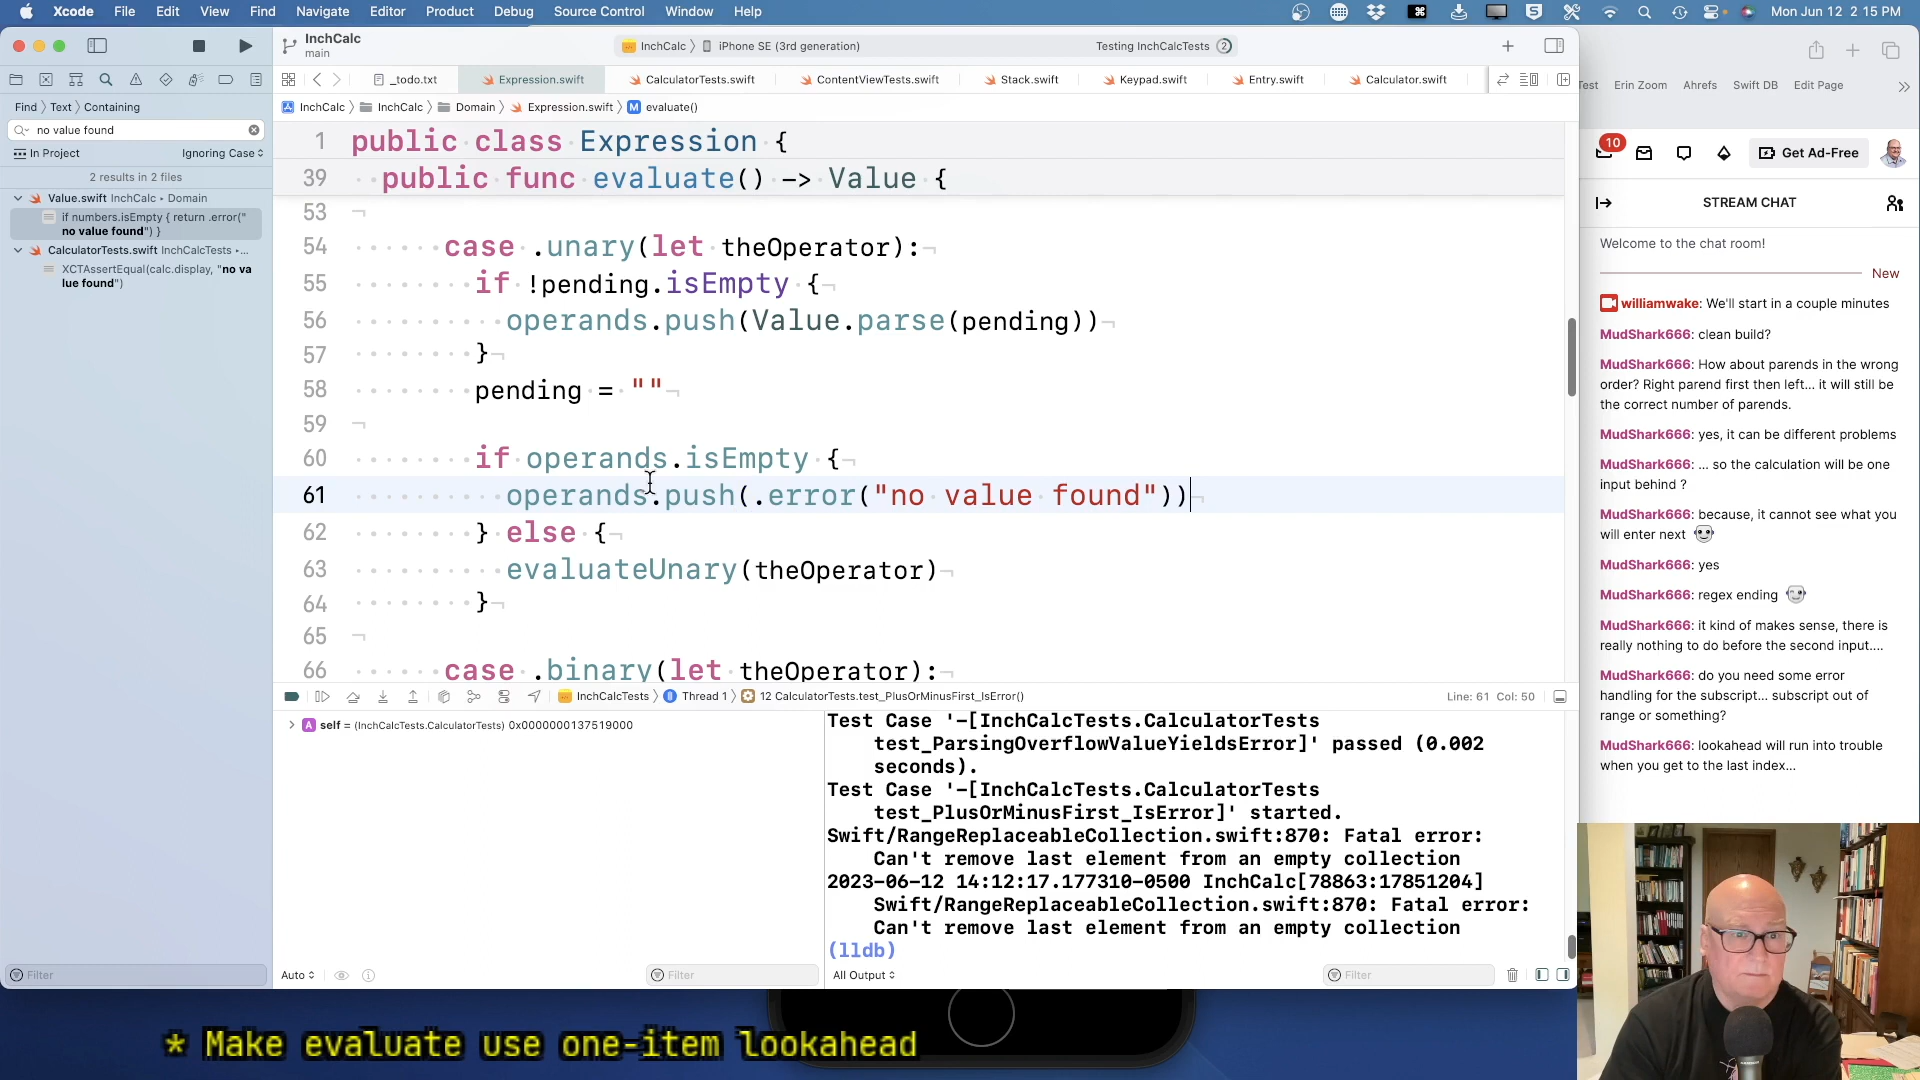 Xcode File Edit View Find Navigate Editor Product Debug Source Control Window Help
Mon Jun 12 2 15 PM
InchCalc
main
InchCalc iPhone SE (3rd generation)
Testing InchCalcTests 2
_todo.txt Expression.swift CalculatorTests.swift ContentViewTests.swift Stack.swift Keypad.swift Entry.swift Calculator.swift
Find Text Containing
InchCalc InchCalc Domain Expression.swift M evaluate()
no value found
In Project Ignoring Case
2 results in 2 files
Value.swift InchCalc • Domain
if numbers.isEmpty { return .error("
no value found") }
CalculatorTests.swift InchCalcTests •...
XCTAssertEqual(calc.display, "no va
lue found")
Filter
1 public class Expression {
39 public func evaluate() -> Value {
53
54 case .unary(let theOperator):
55 if !pending.isEmpty {
56 operands.push(Value.parse(pending))
57 }
58 pending = ""
59
60 if operands.isEmpty {
61 operands.push(.error("no value found"))
62 } else {
63 evaluateUnary(theOperator)
64 }
65
66 case .binary(let theOperator):
InchCalcTests Thread 1 12 CalculatorTests.test_PlusOrMinusFirst_IsError()
Line: 61 Col: 50
A self = (InchCalcTests.CalculatorTests) 0x0000000137519000
Test Case '-[InchCalcTests.CalculatorTests
test_ParsingOverflowValueYieldsError]' passed (0.002
seconds).
Test Case '-[InchCalcTests.CalculatorTests
test_PlusOrMinusFirst_IsError]' started.
Swift/RangeReplaceableCollection.swift:870: Fatal error:
Can't remove last element from an empty collection
2023-06-12 14:12:17.177310-0500 InchCalc[78863:17851204]
Swift/RangeReplaceableCollection.swift:870: Fatal error:
Can't remove last element from an empty collection
(lldb)
Auto Filter All Output Filter
* Make evaluate use one-item lookahead
Test Erin Zoom Ahrefs Swift DB Edit Page
10 Get Ad-Free
STREAM CHAT
Welcome to the chat room!
New
williamwake: We'll start in a couple minutes
MudShark666: clean build?
MudShark666: How about parends in the wrong
order? Right parend first then left... it will still be
the correct number of parends.
MudShark666: yes, it can be different problems
MudShark666: ... so the calculation will be one
input behind ?
MudShark666: because, it cannot see what you
will enter next
MudShark666: yes
MudShark666: regex ending
MudShark666: it kind of makes sense, there is
really nothing to do before the second input....
MudShark666: do you need some error
handling for the subscript... subscript out of
range or something?
MudShark666: lookahead will run into trouble
when you get to the last index...